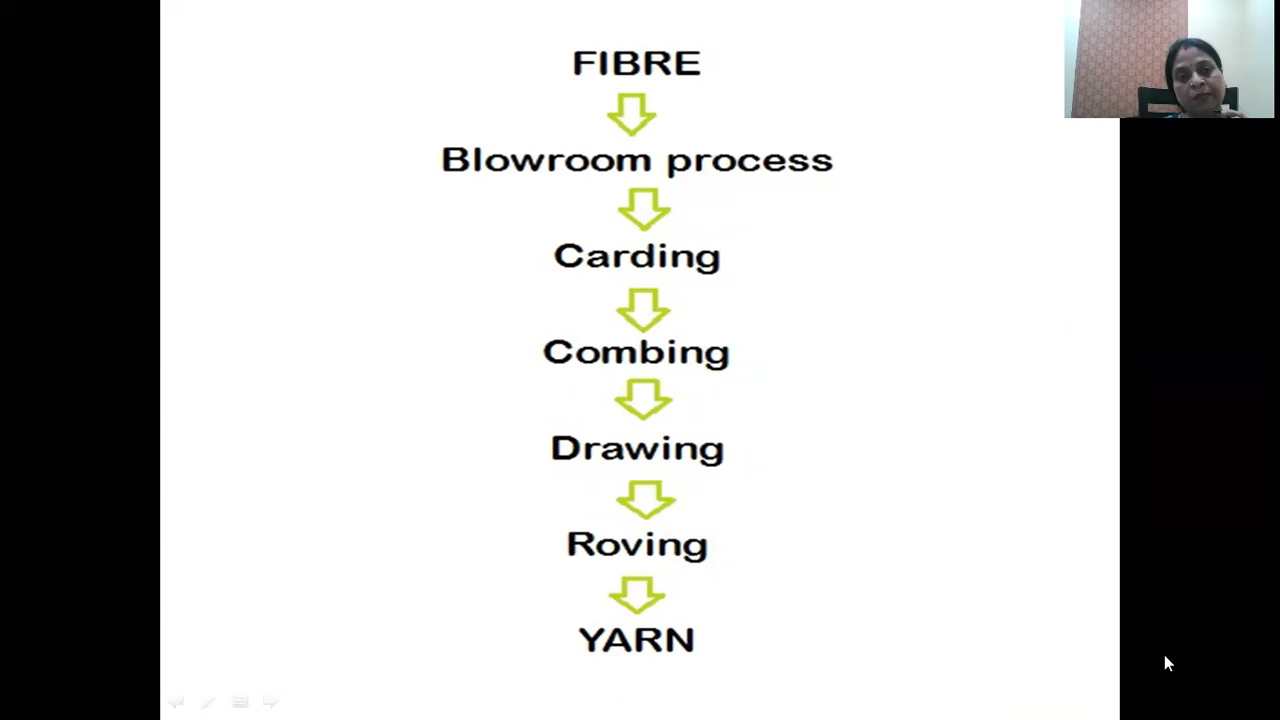 FIBRE
Blowroom process
Carding
Combing
Drawing
Roving
YARN